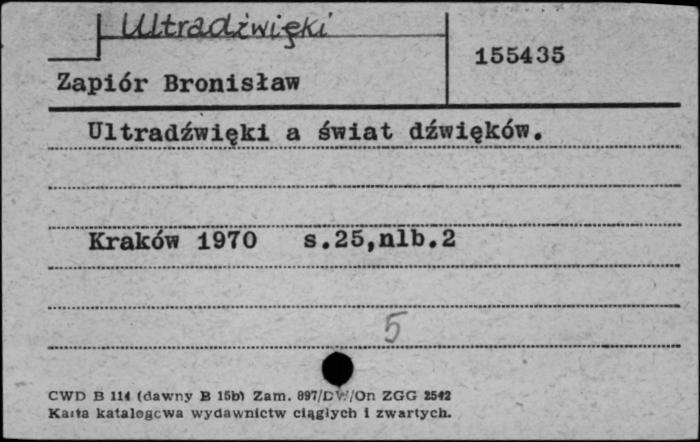 Ultradźwięki
155435
Zapiór Bronisław
Ultradźwięki a świat dźwięków.
Kraków 1970 s.25,nlb.2
5
CWD B 114 (dawny B 15b) Zam. 897/DW/On ZGG 2542
Karta katalogowa wydawnictw ciągłych i zwartych.